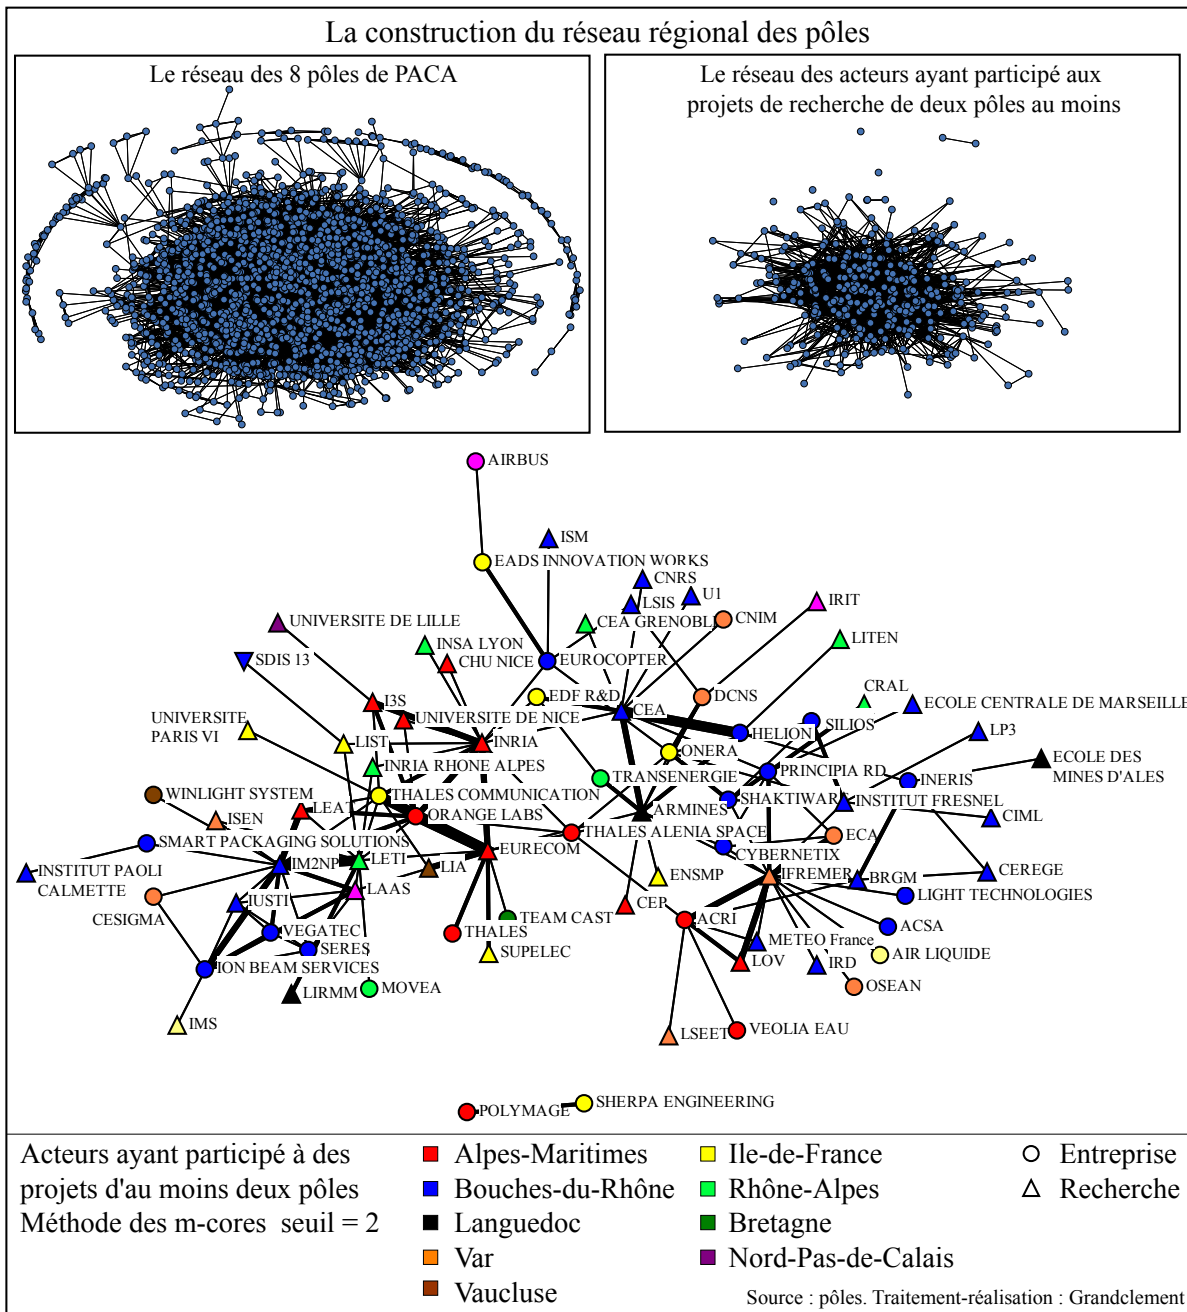 La construction du réseau régional des pôles
Le réseau des 8 pôles de PACA
Le réseau des acteurs ayant participé aux
projets de recherche de deux pôles au moins
AIRBUS
ISM
EADS INNOVATION WORKS
CNRS
U1
LSIS
IRIT
UNIVERSITE DE LILLE
CEA GRENOBL
CNIM
INSA LYON
LITEN
SDIS 13
CHU NICE
EUROCOPTER
I3S
EDF R&D
DCNS
CRAL
ECOLE CENTRALE DE MARSEILLE
UNIVERSITE
PARIS VI
UNIVERSITE DE NICE
CEA
HELION
SILIOS
LP3
LIST
INRIA
ONERA
ECOLE DES
MINES D'ALES
INRIA RHONE ALPES
TRANSENERGIE
PRINCIPIA RD
INERIS
WINLIGHT SYSTEM
LEAT
THALES COMMUNICATION
ARMINES
SHAKTIWARE
INSTITUT FRESNEL
ISEN
ORANGE LABS
CIML
SMART PACKAGING SOLUTIONS
THALES ALENIA SPACE
ECA
INSTITUT PAOLI
CALMETTE
IM2NP
LETI
LIA
EURECOM
CYBERNETIX
IFREMER
BRGM
CEREGE
LAAS
ENSMP
LIGHT TECHNOLOGIES
CESIGMA
IUSTI
TEAM CAST
CEP
ACRI
ACSA
VEGATEC
THALES
METEO France
SERES
SUPELEC
AIR LIQUIDE
ION BEAM SERVICES
LOV
IRD
LIRMM
MOVEA
OSEAN
IMS
LSEET
VEOLIA EAU
POLYMAGE
SHERPA ENGINEERING
Acteurs ayant participé à des
projets d'au moins deux pôles
Méthode des m-cores seuil = 2
Alpes-Maritimes
Bouches-du-Rhône
Languedoc
Var
Vaucluse
Ile-de-France
Rhône-Alpes
Bretagne
Nord-Pas-de-Calais
Entreprise
Recherche
Source : pôles. Traitement-réalisation : Grandclement